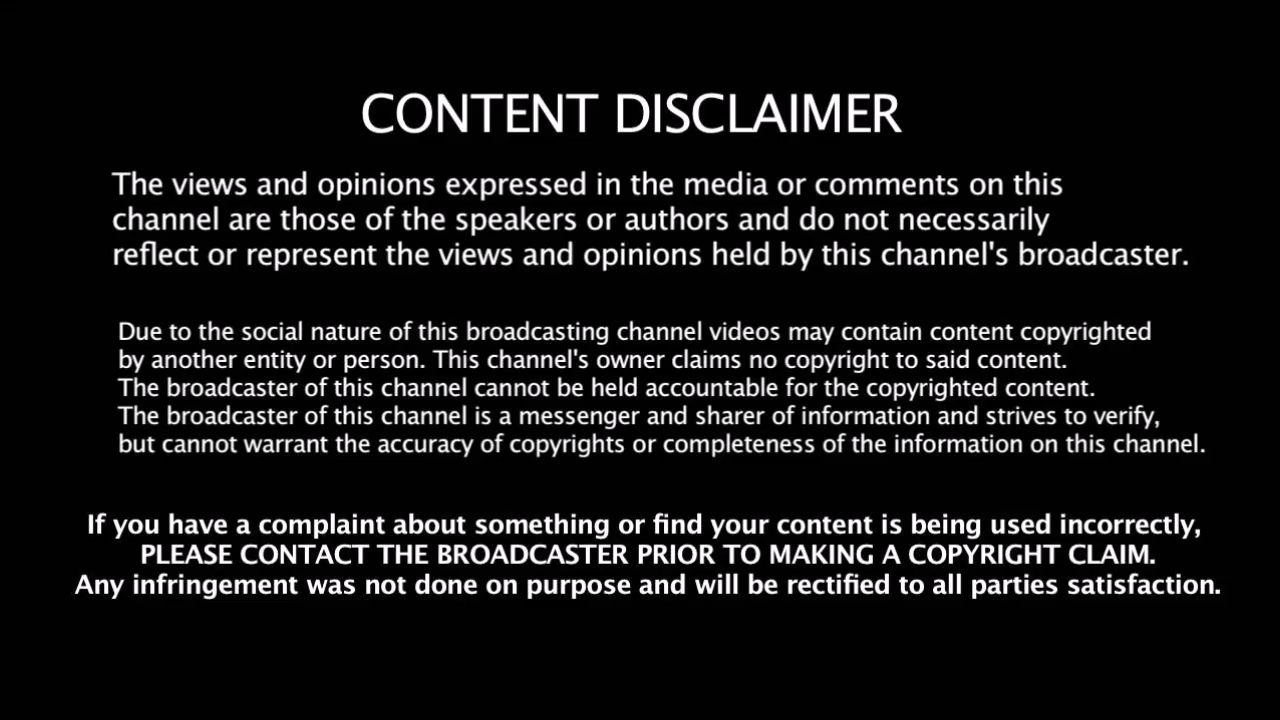 CONTENT DISCLAIMER
The views and opinions expressed in the media or comments on this
channel are those of the speakers or authors and do not necessarily
reflect or represent the views and opinions held by this channel's broadcaster.
Due to the social nature of this broadcasting channel videos may contain content copyrighted
by another entity or person. This channel's owner claims no copyright to said content.
The broadcaster of this channel cannot be held accountable for the copyrighted content.
The broadcaster of this channel is a messenger and sharer of information and strives to verify,
but cannot warrant the accuracy of copyrights or completeness of the information on this channel.
If you have a complaint about something or find your content is being used incorrectly,
PLEASE CONTACT THE BROADCASTER PRIOR TO MAKING A COPYRIGHT CLAIM.
Any infringement was not done on purpose and will be rectified to all parties satisfaction.